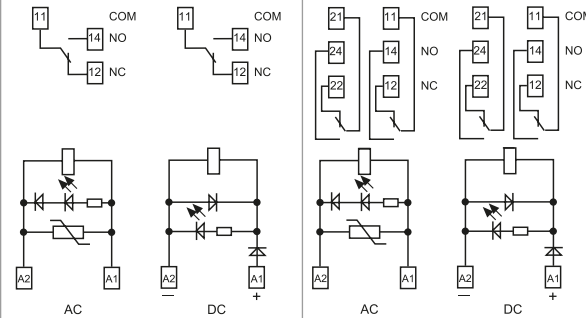 11 COM 11 COM 21 11 COM 21 11 COM
14 NO 14 NO 24 14 NO 24 14 NO
12 NC 12 NC 22 12 NC 22 12 NC
A2 A1 A2 A1 A2 A1 A2 A1
— + — +
AC DC AC DC